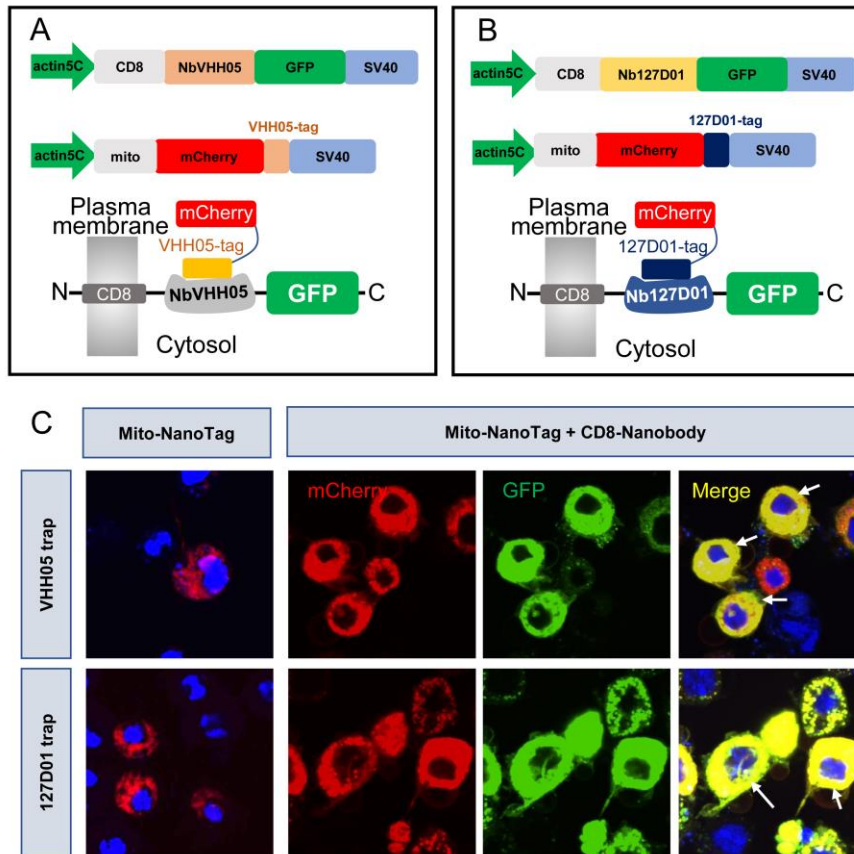 A
actin5C CD8 NbVHH05 GFP SV40
VHH05-tag
actin5C mito mCherry SV40
Plasma
membrane
mCherry
VHH05-tag
N CD8 NbVHH05 GFP C
Cytosol
B
actin5C CD8 Nb127D01 GFP SV40
127D01-tag
actin5C mito mCherry SV40
Plasma
membrane
mCherry
127D01-tag
N CD8 Nb127D01 GFP C
Cytosol
C
Mito-NanoTag
Mito-NanoTag + CD8-Nanobody
VHH05 trap
mCherry
GFP
Merge
127D01 trap